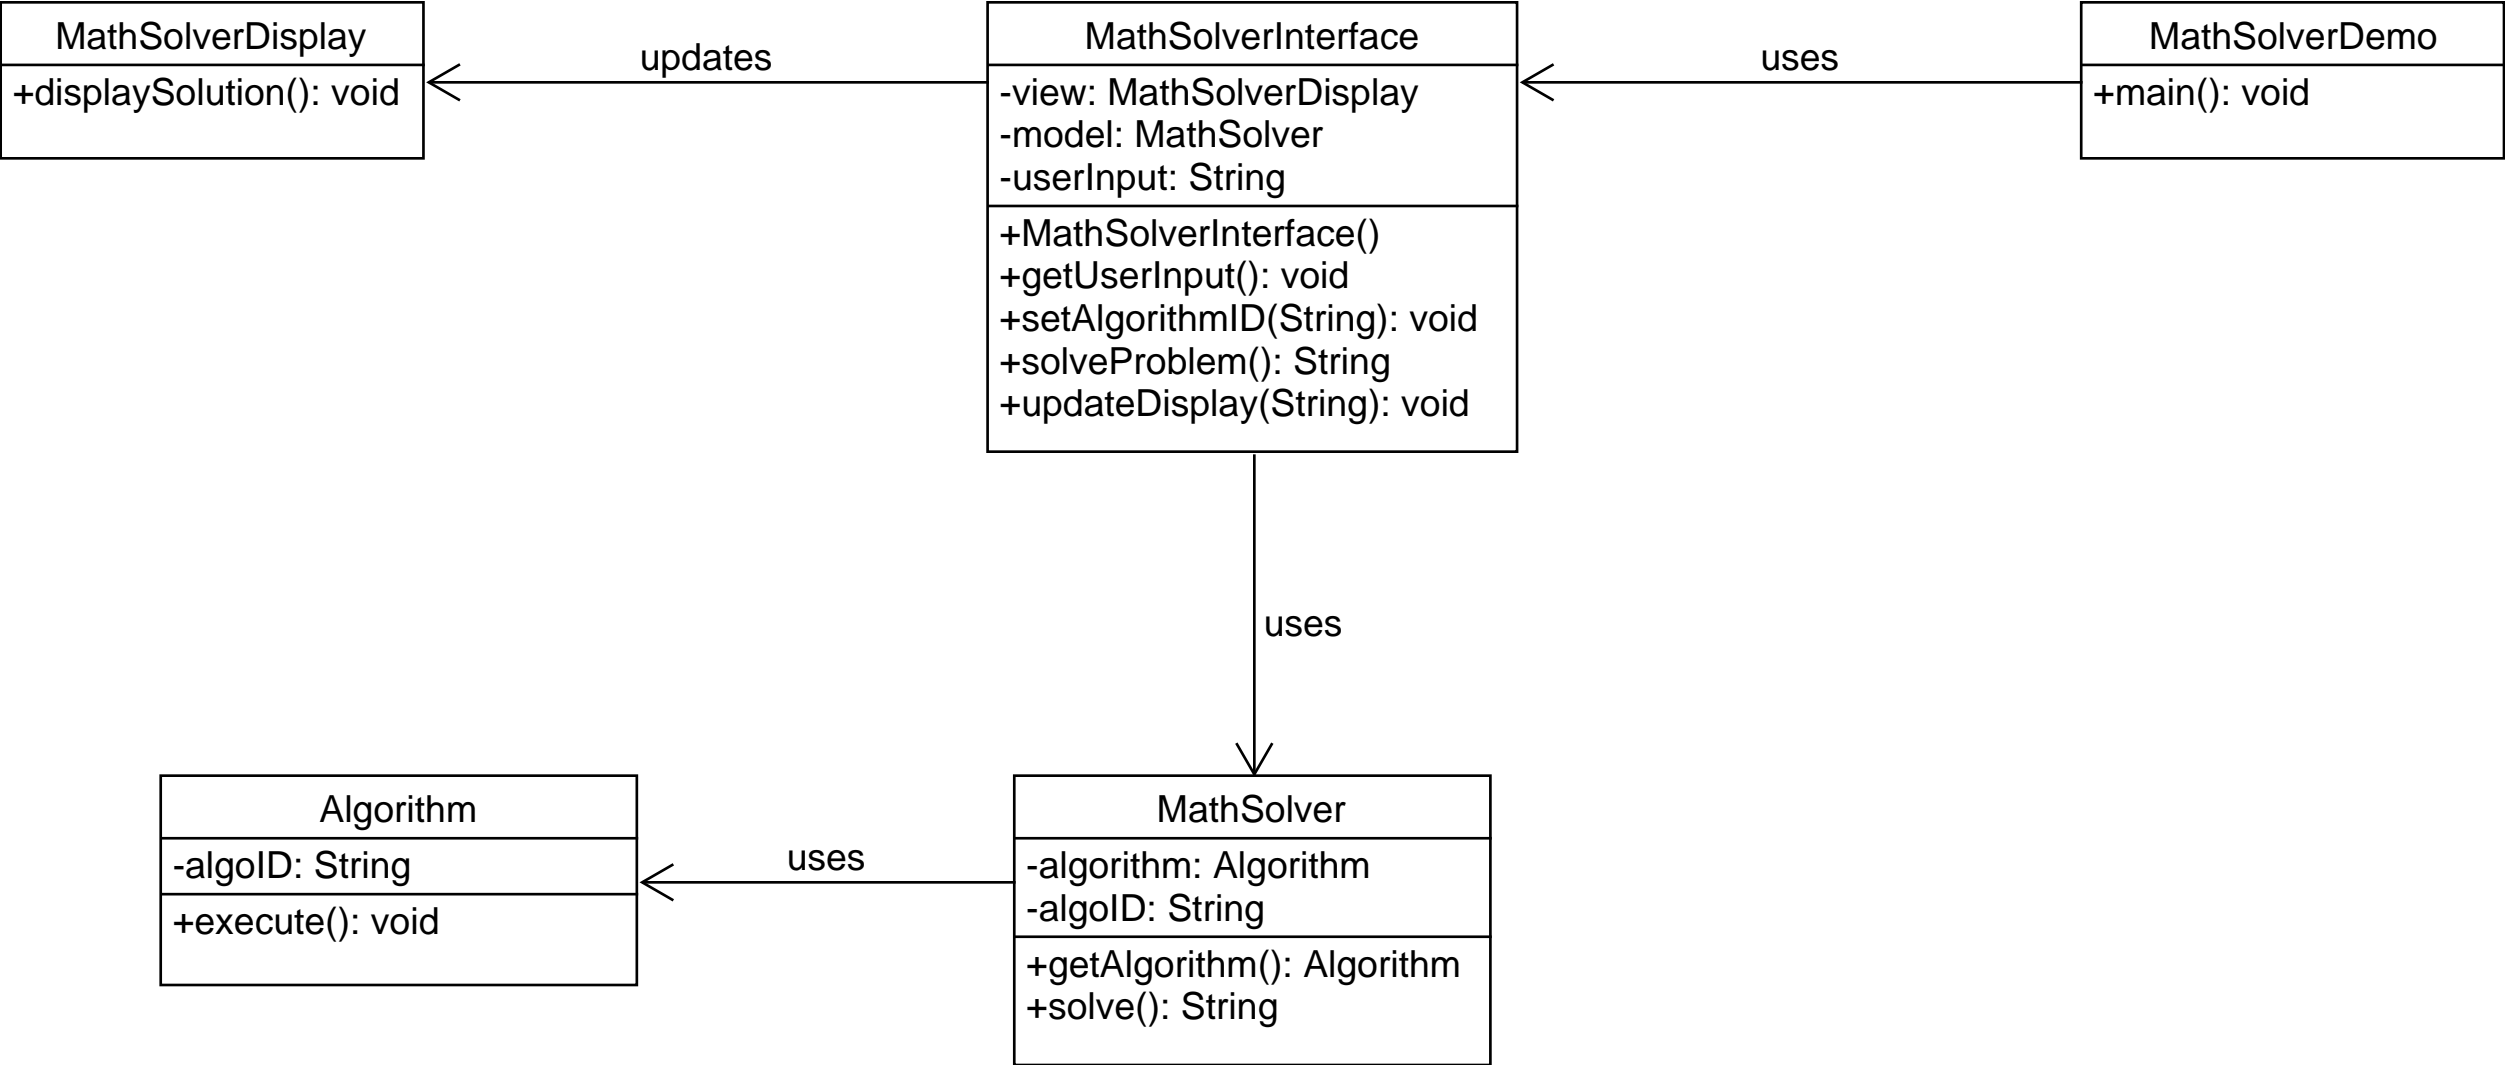 MathSolverDisplay
+displaySolution(): void
updates
MathSolverInterface
-view: MathSolverDisplay
-model: MathSolver
-userInput: String
+MathSolverInterface()
+getUserInput(): void
+setAlgorithmID(String): void
+solveProblem(): String
+updateDisplay(String): void
uses
MathSolverDemo
+main(): void
uses
Algorithm
-algoID: String
+execute(): void
uses
MathSolver
-algorithm: Algorithm
-algoID: String
+getAlgorithm(): Algorithm
+solve(): String